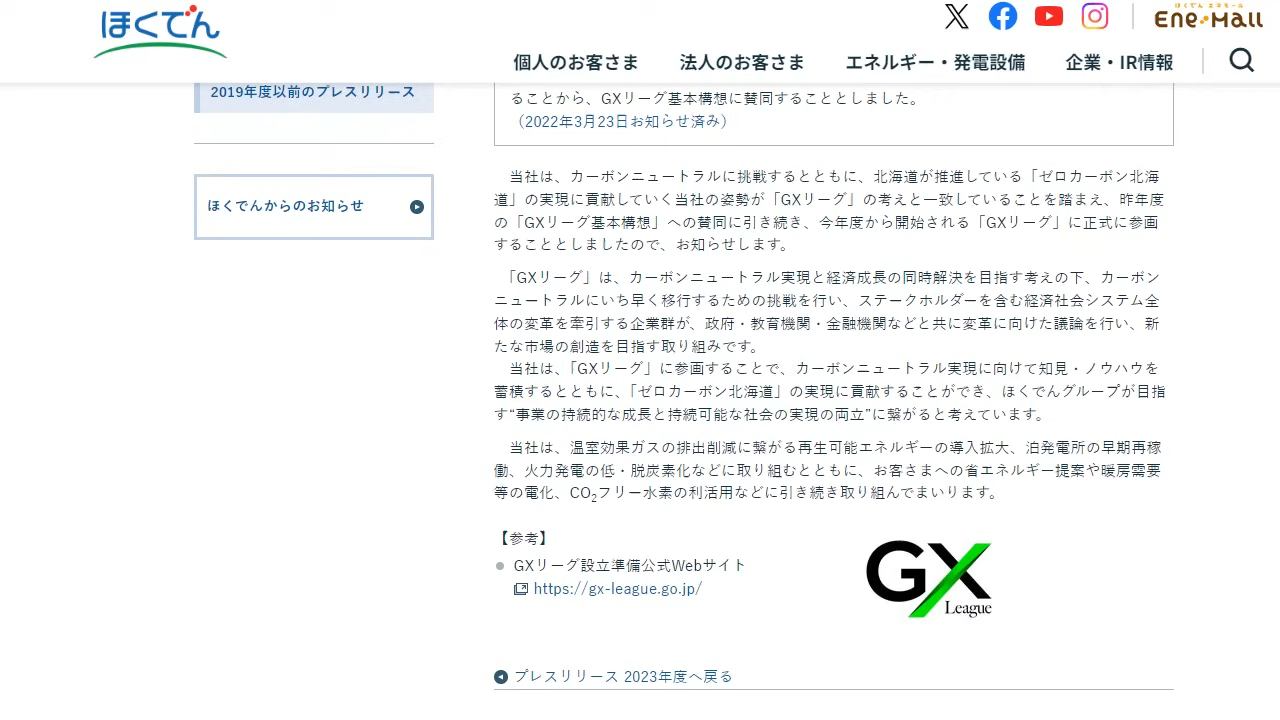 ほくでん
ほくでん エネモール
Ene・Mall
個人のお客さま
法人のお客さま
エネルギー・発電設備
企業・IR情報
2019年度以前のプレスリリース
ほくでんからのお知らせ
ることから、GXリーグ基本構想に賛同することとしました。
（2022年3月23日お知らせ済み）
当社は、カーボンニュートラルに挑戦するとともに、北海道が推進している「ゼロカーボン北海
道」の実現に貢献していく当社の姿勢が「GXリーグ」の考えと一致していることを踏まえ、昨年度
の「GXリーグ基本構想」への賛同に引き続き、今年度から開始される「GXリーグ」に正式に参画
することとしましたので、お知らせします。
「GXリーグ」は、カーボンニュートラル実現と経済成長の同時解決を目指す考えの下、カーボン
ニュートラルにいち早く移行するための挑戦を行い、ステークホルダーを含む経済社会システム全
体の変革を牽引する企業群が、政府・教育機関・金融機関などと共に変革に向けた議論を行い、新
たな市場の創造を目指す取り組みです。
当社は、「GXリーグ」に参画することで、カーボンニュートラル実現に向けて知見・ノウハウを
蓄積するとともに、「ゼロカーボン北海道」の実現に貢献することができ、ほくでんグループが目指
す“事業の持続的な成長と持続可能な社会の実現の両立”に繋がると考えています。
当社は、温室効果ガスの排出削減に繋がる再生可能エネルギーの導入拡大、泊発電所の早期再稼
働、火力発電の低・脱炭素化などに取り組むとともに、お客さまへの省エネルギー提案や暖房需要
等の電化、CO₂フリー水素の利活用などに引き続き取り組んでまいります。
【参考】
GXリーグ設立準備公式Webサイト
https://gx-league.go.jp/
GX
League
プレスリリース 2023年度へ戻る